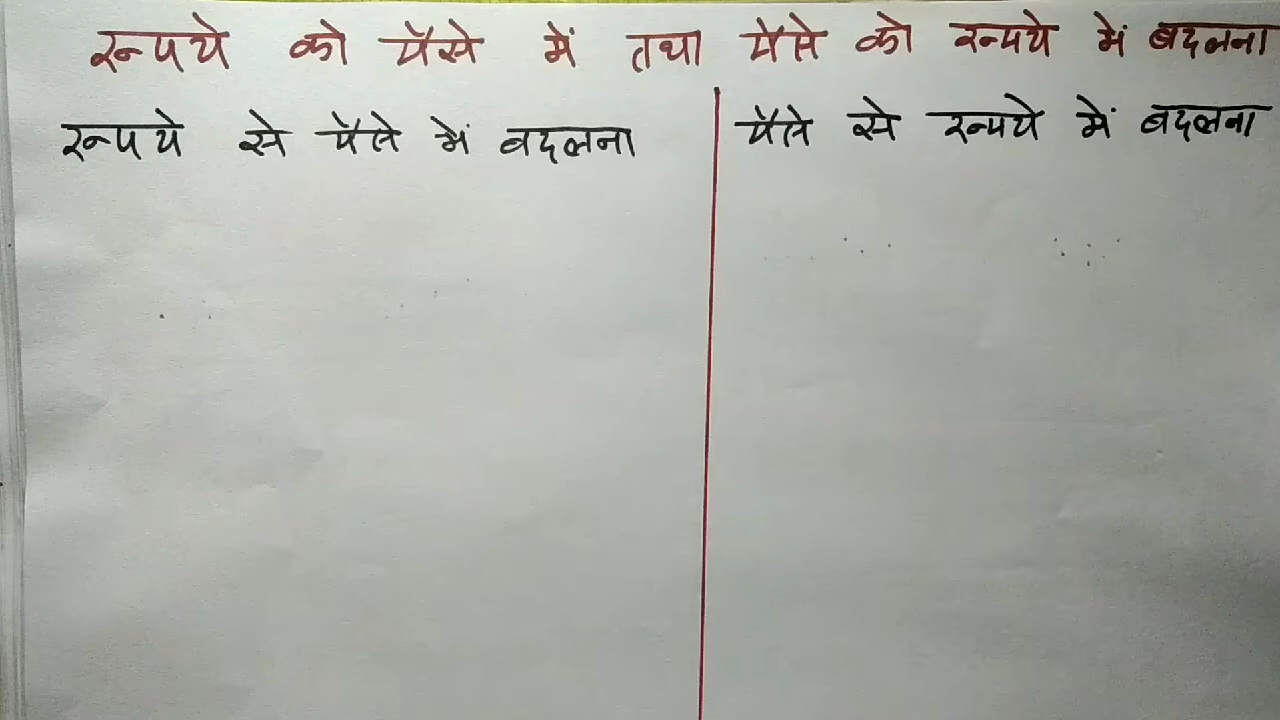 रूपये को पैसे में तथा पैसे को रूपये में बदलना
रूपये से पैसे में बदलना
पैसे से रूपये में बदलना